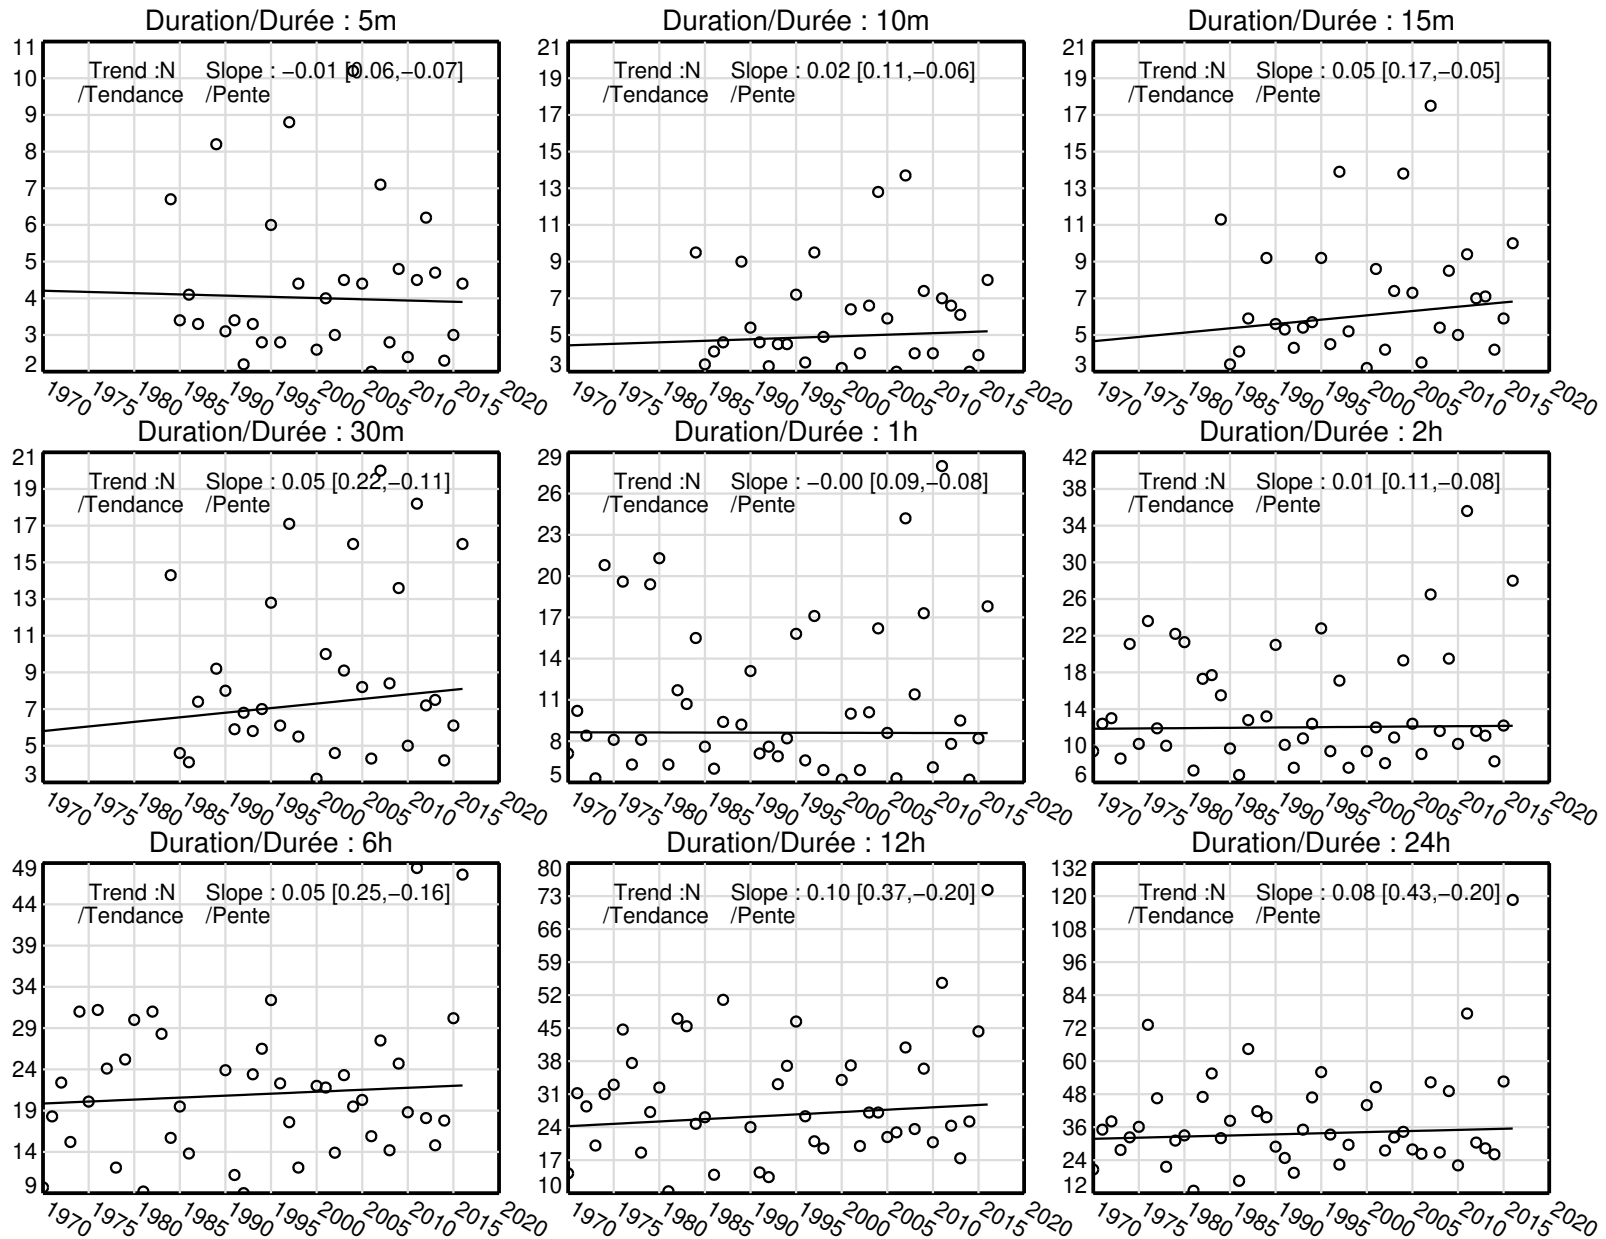 Duration/Durée : 5m
11
10
9
8
7
6
5
4
3
2
Trend :N Slope : −0.01 [0.06,−0.07]
/Tendance /Pente
1970 1975 1980 1985 1990 1995 2000 2005 2010 2015 2020
Duration/Durée : 10m
21
19
17
15
13
11
9
7
5
3
Trend :N Slope : 0.02 [0.11,−0.06]
/Tendance /Pente
1970 1975 1980 1985 1990 1995 2000 2005 2010 2015 2020
Duration/Durée : 15m
21
19
17
15
13
11
9
7
5
3
Trend :N Slope : 0.05 [0.17,−0.05]
/Tendance /Pente
1970 1975 1980 1985 1990 1995 2000 2005 2010 2015 2020
Duration/Durée : 30m
21
19
17
15
13
11
9
7
5
3
Trend :N Slope : 0.05 [0.22,−0.11]
/Tendance /Pente
1970 1975 1980 1985 1990 1995 2000 2005 2010 2015 2020
Duration/Durée : 1h
29
26
23
20
17
14
11
8
5
Trend :N Slope : −0.00 [0.09,−0.08]
/Tendance /Pente
1970 1975 1980 1985 1990 1995 2000 2005 2010 2015 2020
Duration/Durée : 2h
42
38
34
30
26
22
18
14
10
6
Trend :N Slope : 0.01 [0.11,−0.08]
/Tendance /Pente
1970 1975 1980 1985 1990 1995 2000 2005 2010 2015 2020
Duration/Durée : 6h
49
44
39
34
29
24
19
14
9
Trend :N Slope : 0.05 [0.25,−0.16]
/Tendance /Pente
1970 1975 1980 1985 1990 1995 2000 2005 2010 2015 2020
Duration/Durée : 12h
80
73
66
59
52
45
38
31
24
17
10
Trend :N Slope : 0.10 [0.37,−0.20]
/Tendance /Pente
1970 1975 1980 1985 1990 1995 2000 2005 2010 2015 2020
Duration/Durée : 24h
132
120
108
96
84
72
60
48
36
24
12
Trend :N Slope : 0.08 [0.43,−0.20]
/Tendance /Pente
1970 1975 1980 1985 1990 1995 2000 2005 2010 2015 2020